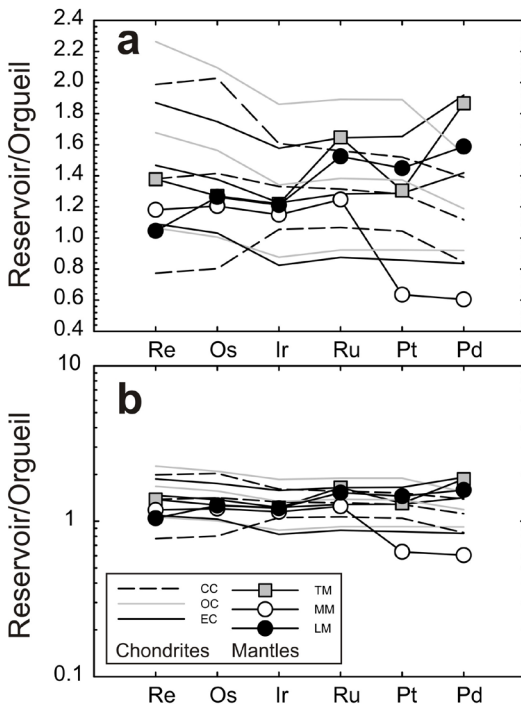 a
2.4
2.2
2.0
1.8
1.6
1.4
1.2
1.0
0.8
0.6
0.4
Reservoir/Orgueil
Re Os Ir Ru Pt Pd
b
10
1
0.1
Reservoir/Orgueil
CC TM
OC MM
EC LM
Chondrites Mantles
Re Os Ir Ru Pt Pd